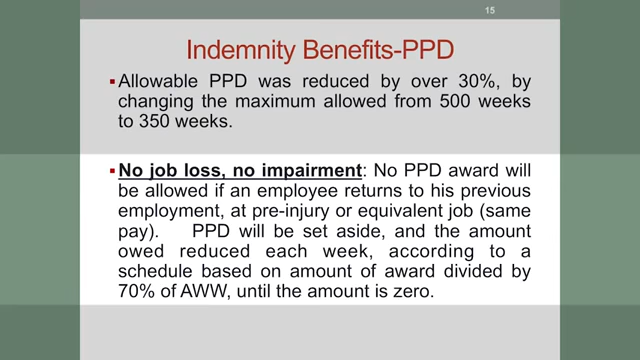 15
Indemnity Benefits-PPD
▪Allowable PPD was reduced by over 30%, by
changing the maximum allowed from 500 weeks
to 350 weeks.
▪No job loss, no impairment: No PPD award will
be allowed if an employee returns to his previous
employment, at pre-injury or equivalent job (same
pay). PPD will be set aside, and the amount
owed reduced each week, according to a
schedule based on amount of award divided by
70% of AWW, until the amount is zero.